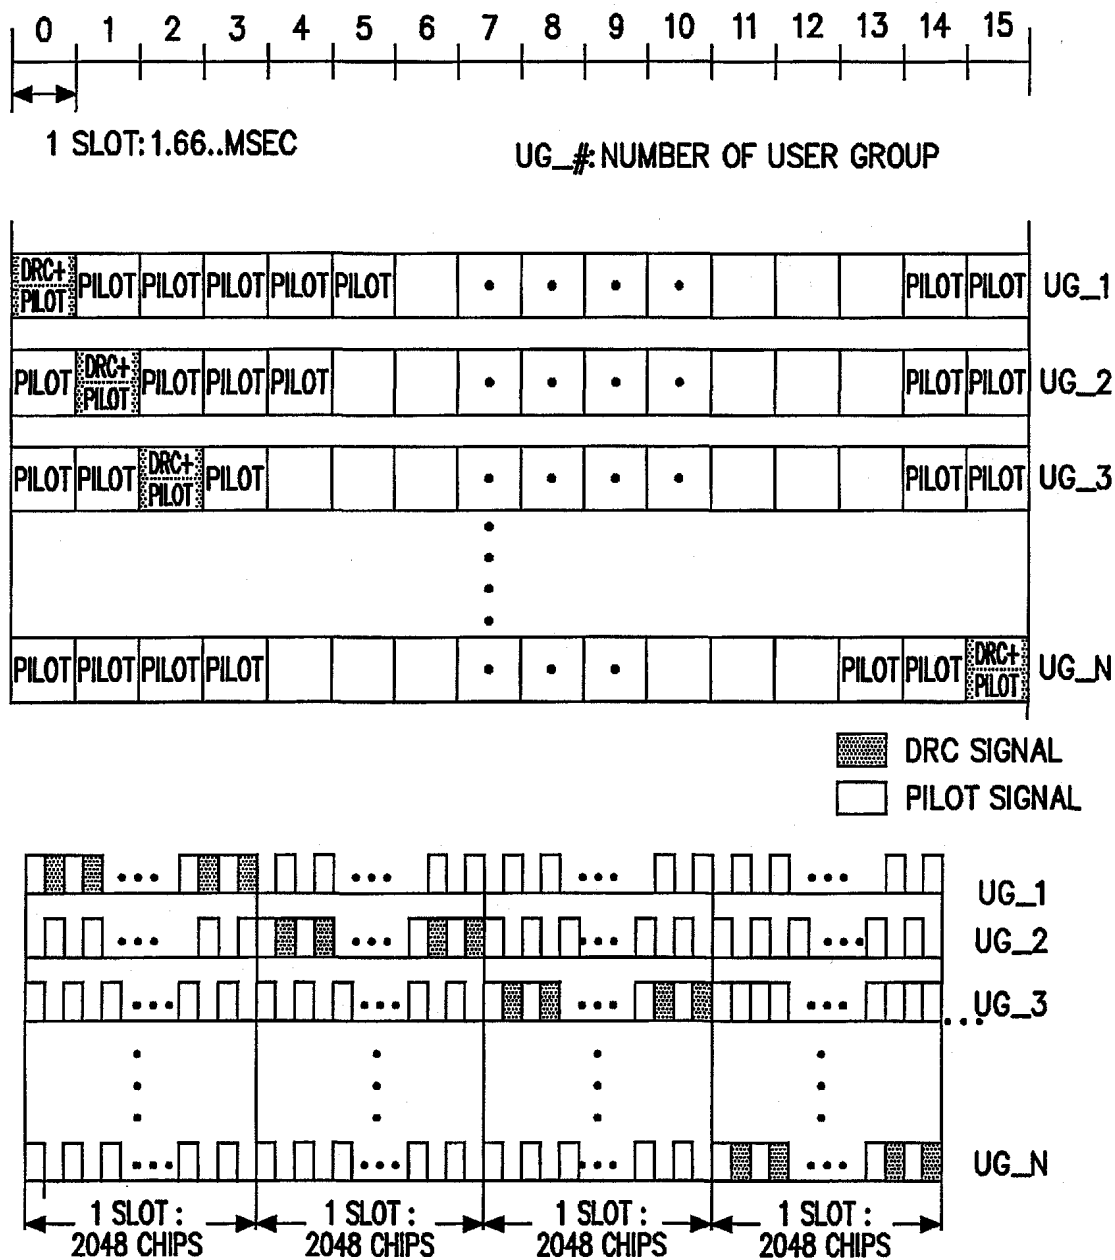 0 1 2 3 4 5 6 7 8 9 10 11 12 13 14 15
1 SLOT: 1.66..MSEC
UG_#: NUMBER OF USER GROUP
DRC+ PILOT PILOT PILOT PILOT PILOT PILOT PILOT PILOT UG_1
PILOT DRC+ PILOT PILOT PILOT PILOT PILOT PILOT UG_2
PILOT PILOT DRC+ PILOT PILOT PILOT PILOT UG_3
PILOT PILOT PILOT PILOT PILOT PILOT DRC+ PILOT UG_N
DRC SIGNAL
PILOT SIGNAL
UG_1
UG_2
UG_3
UG_N
1 SLOT : 1 SLOT : 1 SLOT : 1 SLOT :
2048 CHIPS 2048 CHIPS 2048 CHIPS 2048 CHIPS